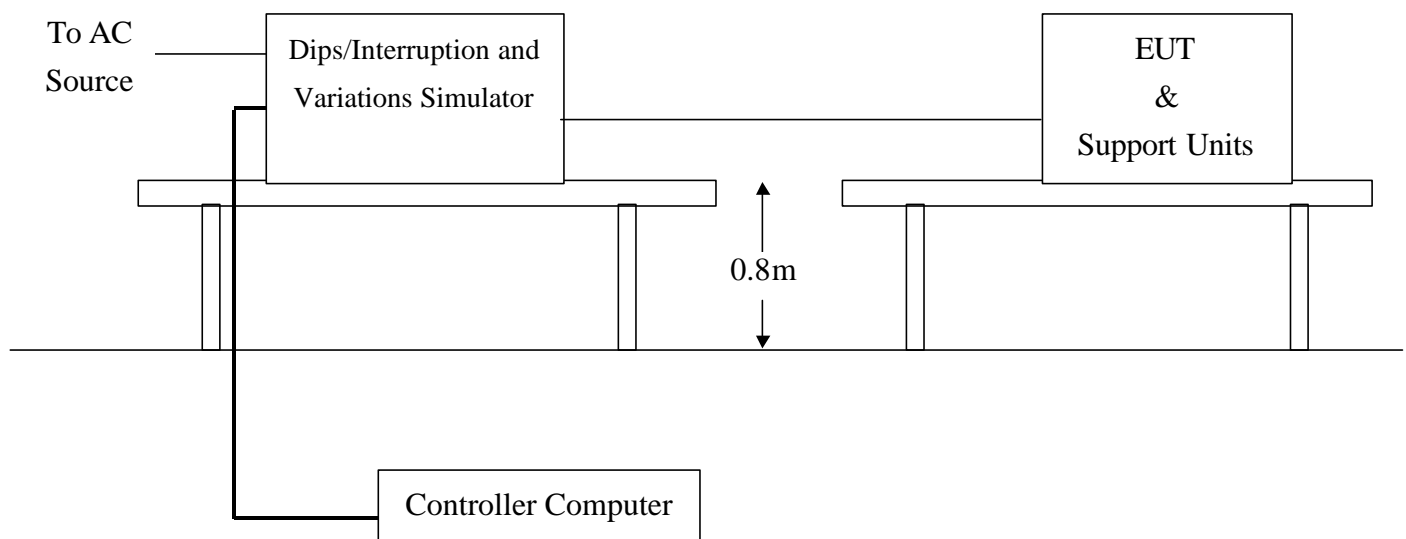 To AC
Source
Dips/Interruption and
Variations Simulator
EUT
&
Support Units
0.8m
Controller Computer